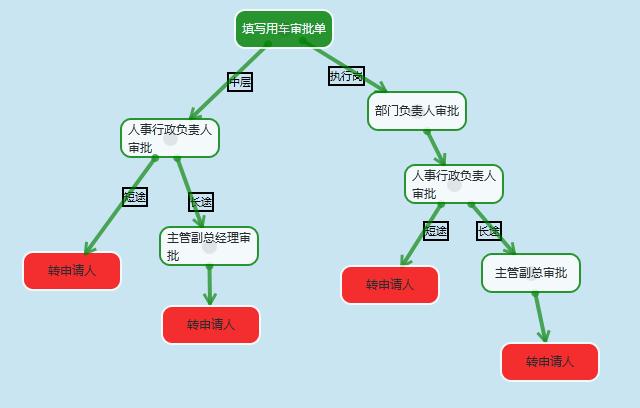 填写用车审批单
中层
执行岗
部门负责人审批
人事行政负责人
审批
人事行政负责人
审批
短途
长途
短途
长途
主管副总经理审
批
转申请人
转申请人
主管副总审批
转申请人
转申请人